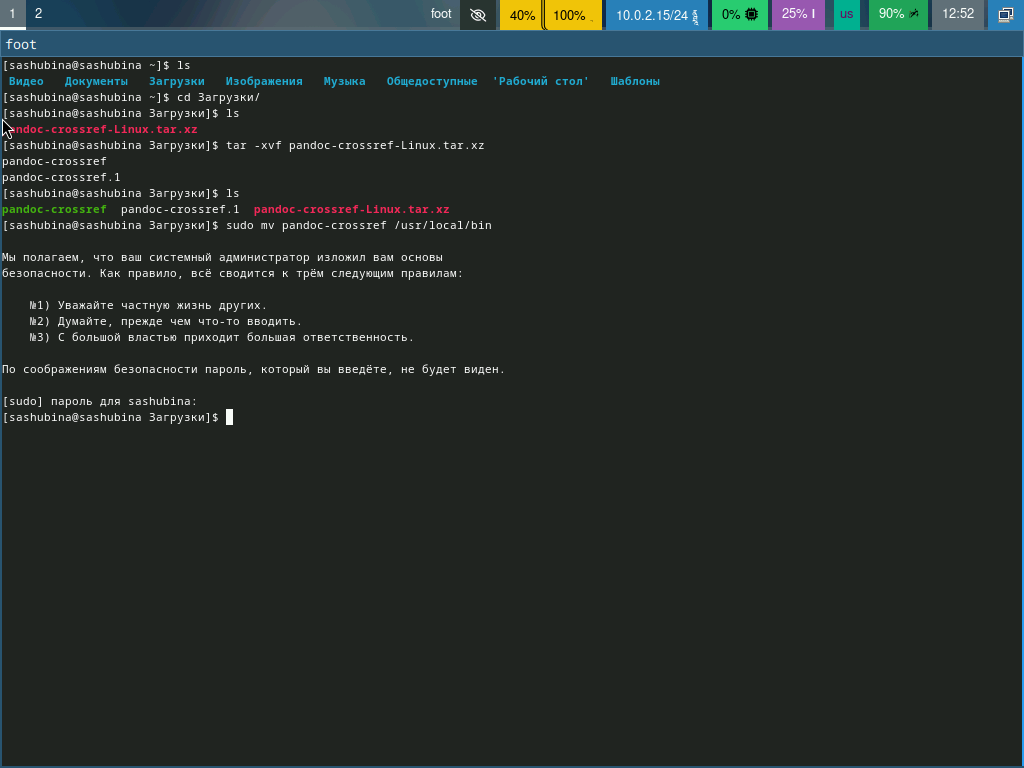 1 2 foot 40% 100% 10.0.2.15/24 0% 25% us 90% 12:52
foot
[sashubina@sashubina ~]$ ls
Видео Документы Загрузки Изображения Музыка Общедоступные 'Рабочий стол' Шаблоны
[sashubina@sashubina ~]$ cd Загрузки/
[sashubina@sashubina Загрузки]$ ls
pandoc-crossref-Linux.tar.xz
[sashubina@sashubina Загрузки]$ tar -xvf pandoc-crossref-Linux.tar.xz
pandoc-crossref
pandoc-crossref.1
[sashubina@sashubina Загрузки]$ ls
pandoc-crossref pandoc-crossref.1 pandoc-crossref-Linux.tar.xz
[sashubina@sashubina Загрузки]$ sudo mv pandoc-crossref /usr/local/bin
Мы полагаем, что ваш системный администратор изложил вам основы
безопасности. Как правило, всё сводится к трём следующим правилам:
№1) Уважайте частную жизнь других.
№2) Думайте, прежде чем что-то вводить.
№3) С большой властью приходит большая ответственность.
По соображениям безопасности пароль, который вы введёте, не будет виден.
[sudo] пароль для sashubina:
[sashubina@sashubina Загрузки]$